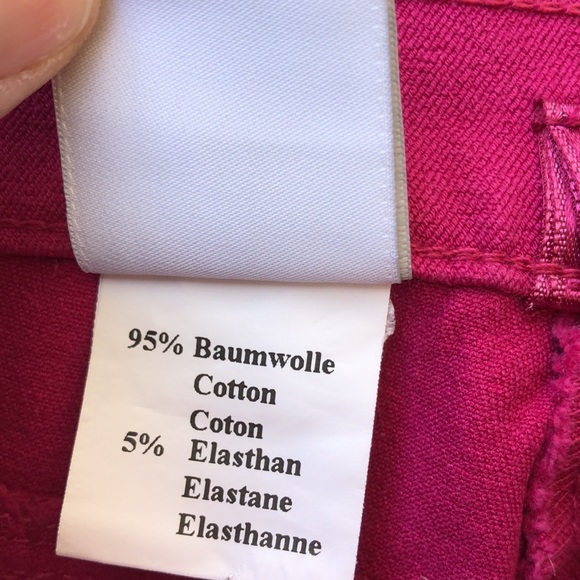 95% Baumwolle
Cotton
Coton
5% Elasthan
Elastane
Elasthanne